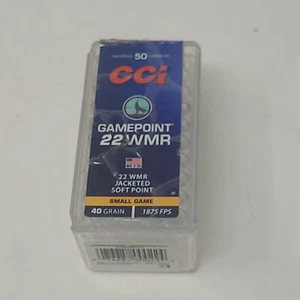 50
CCI
GAMEPOINT
22 WMR
22 WMR
JACKETED
SOFT POINT
SMALL GAME
40 GRAIN 1875 FPS